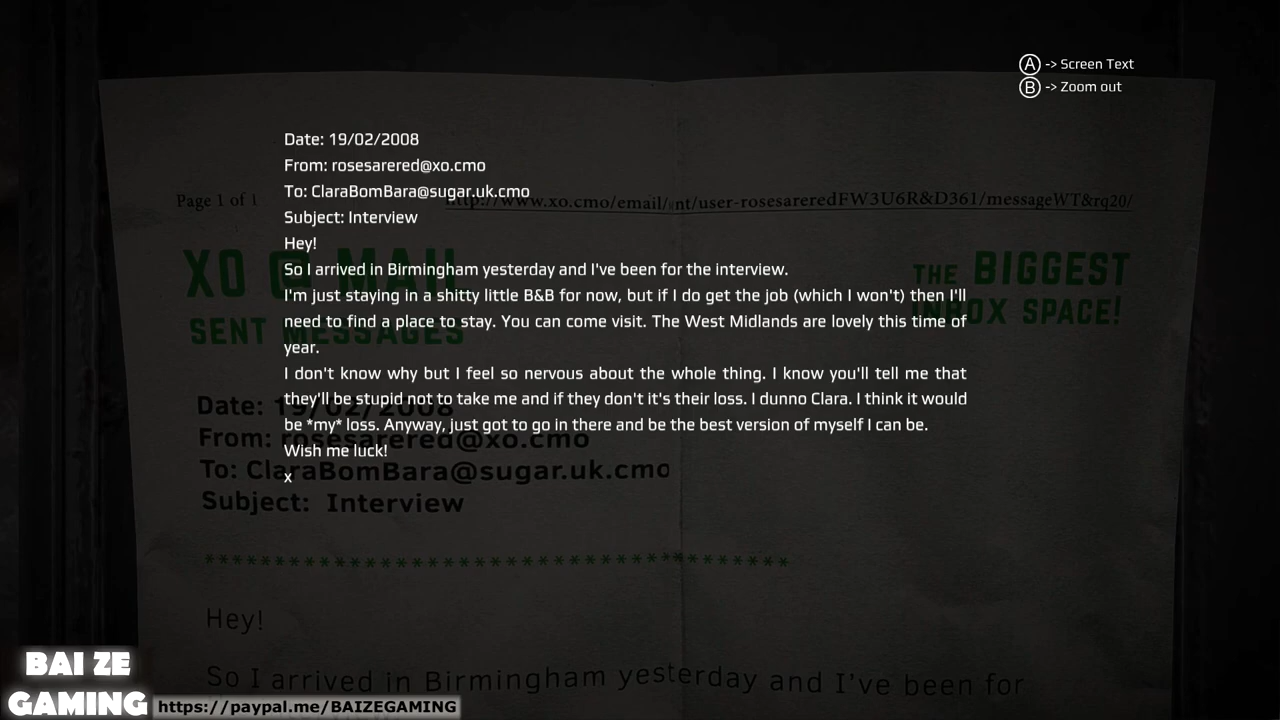 A -> Screen Text
B -> Zoom out
Date: 19/02/2008
From: rosesarered@xo.cmo
To: ClaraBomBara@sugar.uk.cmo
Subject: Interview
Hey!
So I arrived in Birmingham yesterday and I've been for the interview.
I'm just staying in a shitty little B&B for now, but if I do get the job (which I won't) then I'll
need to find a place to stay. You can come visit. The West Midlands are lovely this time of
year.
I don't know why but I feel so nervous about the whole thing. I know you'll tell me that
they'll be stupid not to take me and if they don't it's their loss. I dunno Clara. I think it would
be *my* loss. Anyway, just got to go in there and be the best version of myself I can be.
Wish me luck!
x
Page 1 of 1
XO @ MAIL
SENT MESSAGES
THE BIGGEST
INBOX SPACE!
Date: 19/02/2008
From: rosesarered@xo.cmo
To: ClaraBomBara@sugar.uk.cmo
Subject: Interview
****************************************
Hey!
So I arrived in Birmingham yesterday and I've been for
BAI ZE
GAMING
https://paypal.me/BAIZEGAMING